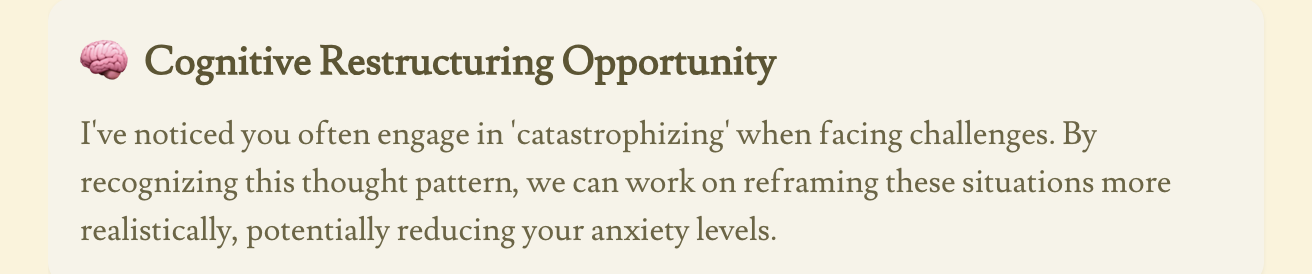 Cognitive Restructuring Opportunity
I've noticed you often engage in 'catastrophizing' when facing challenges. By
recognizing this thought pattern, we can work on reframing these situations more
realistically, potentially reducing your anxiety levels.